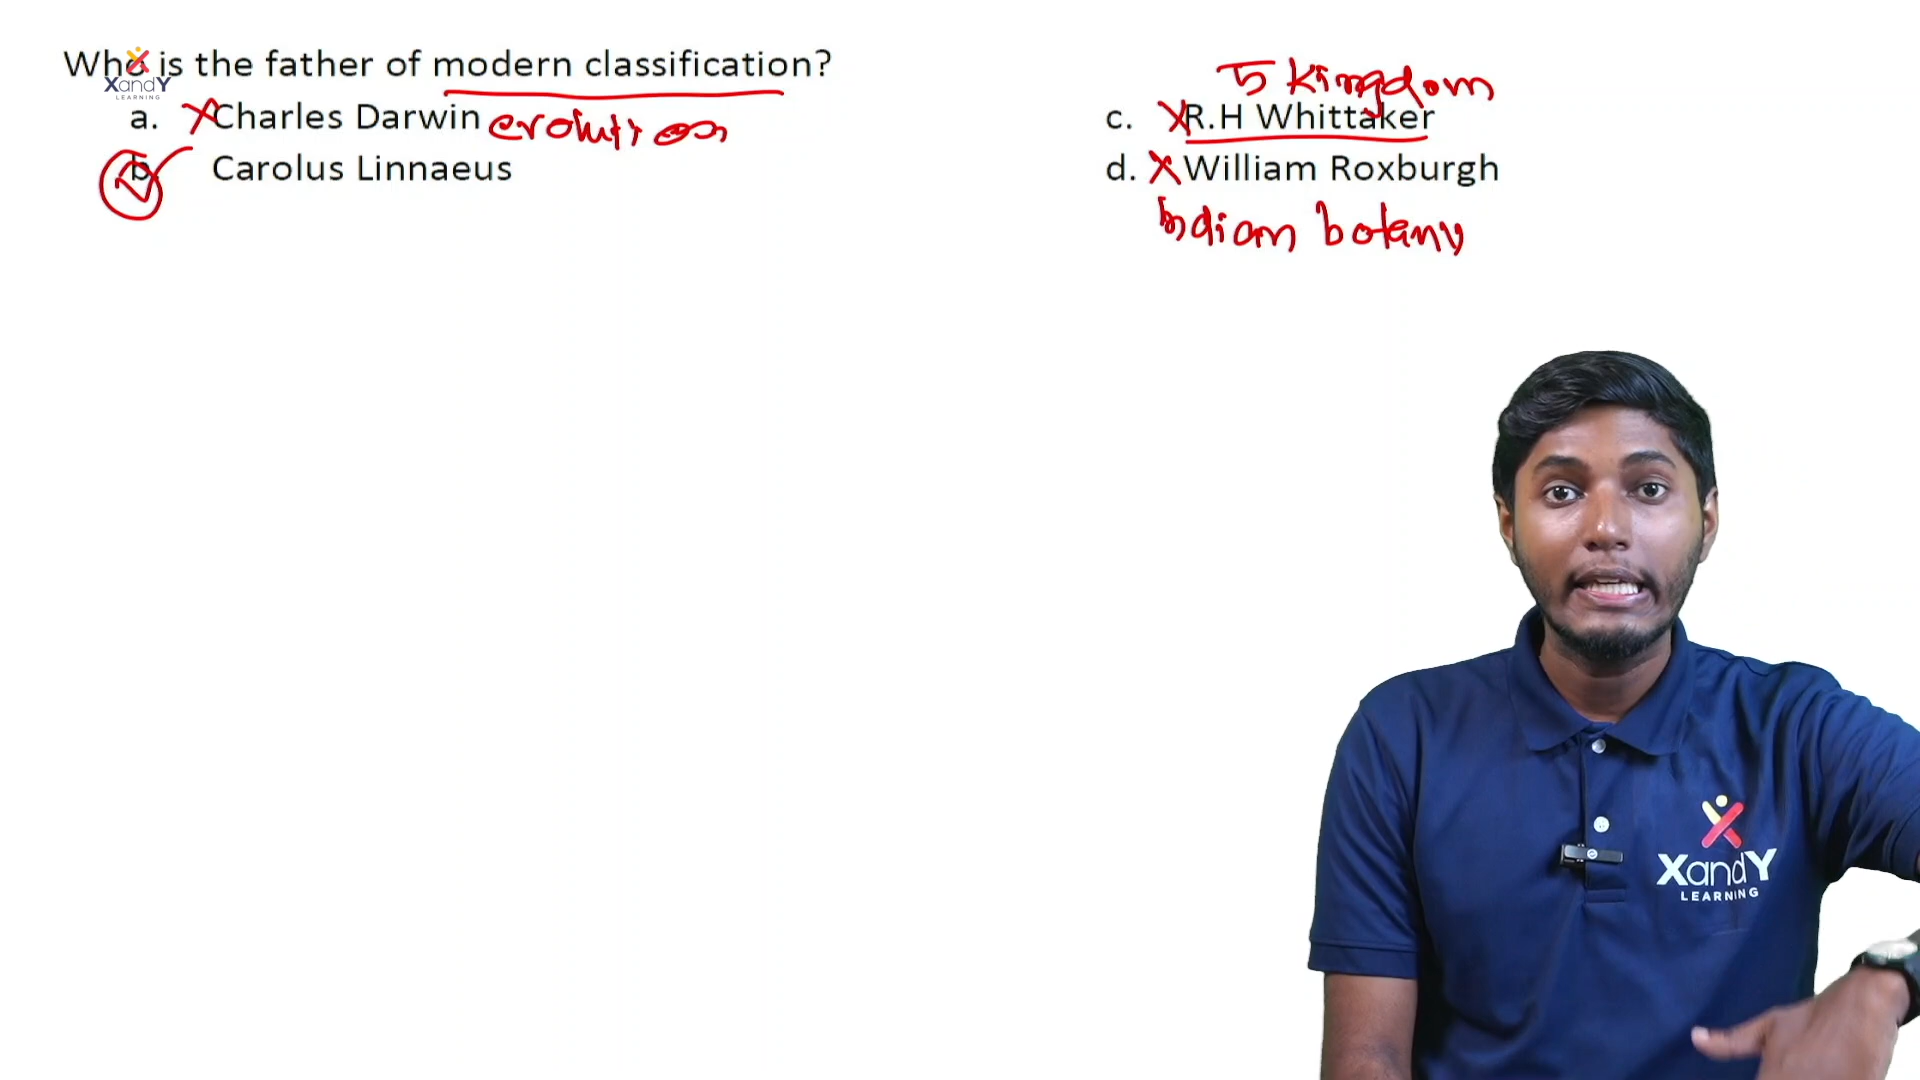 Who is the father of modern classification?
XandY
LEARNING
a. X Charles Darwin evolution
b. Carolus Linnaeus
5 kingdom
c. X R.H Whittaker
d. X William Roxburgh
Indian botany
XandY
LEARNING